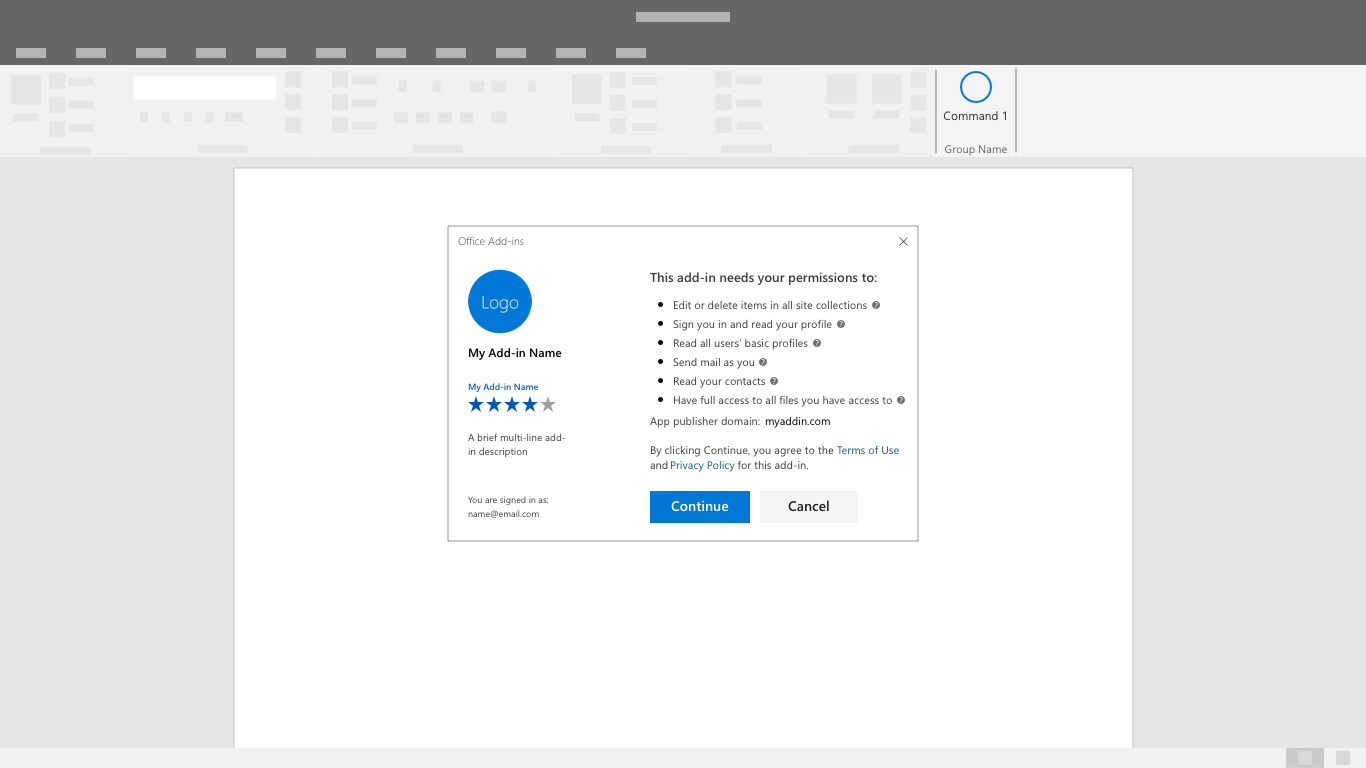 Command 1
Group Name
Office Add-ins
Logo
My Add-in Name
My Add-in Name
A brief multi-line add-
in description
You are signed in as:
name@email.com
This add-in needs your permissions to:
Edit or delete items in all site collections
Sign you in and read your profile
Read all users' basic profiles
Send mail as you
Read your contacts
Have full access to all files you have access to
App publisher domain: myaddin.com
By clicking Continue, you agree to the Terms of Use
and Privacy Policy for this add-in.
Continue
Cancel